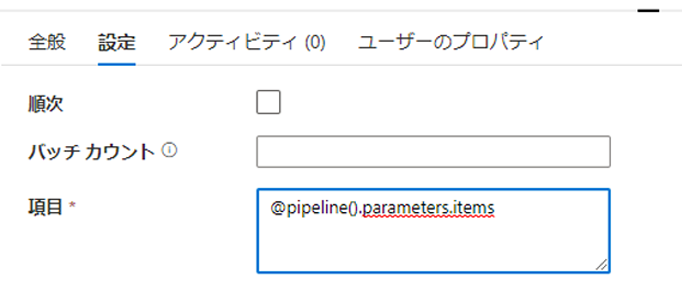 全般 設定 アクティビティ (0) ユーザーのプロパティ
順次
バッチ カウント
項目 *
@pipeline().parameters.items